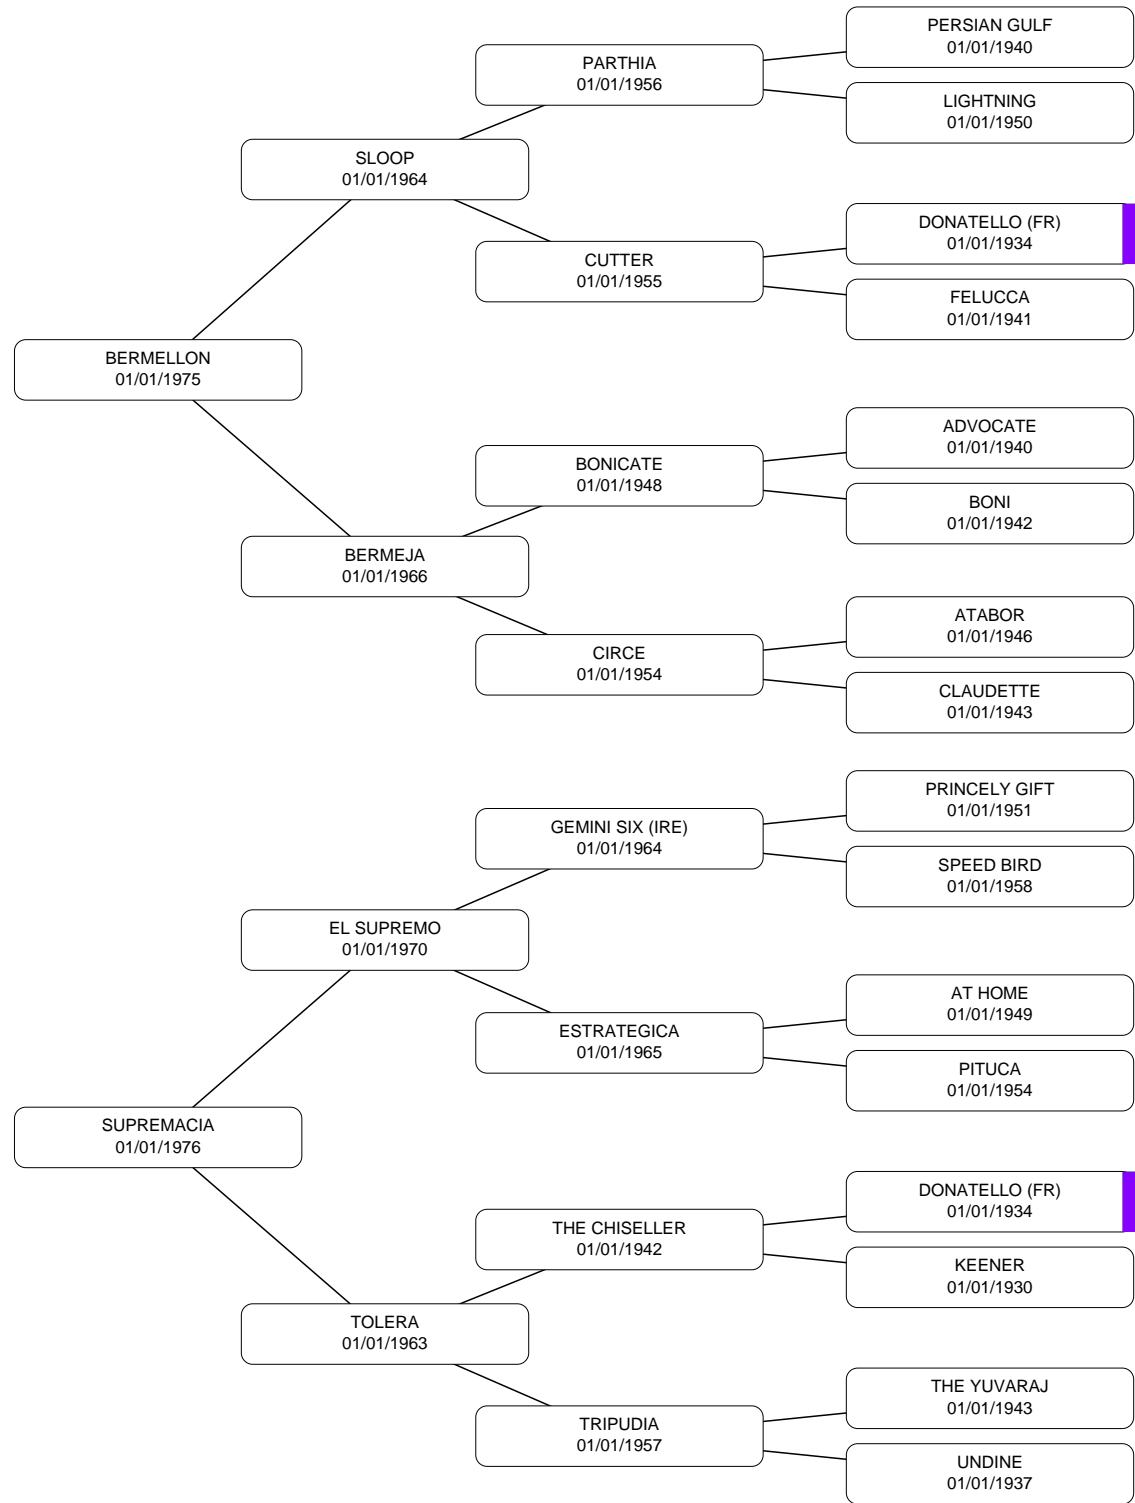 PERSIAN GULF
01/01/1940
PARTHIA
01/01/1956
LIGHTNING
01/01/1950
SLOOP
01/01/1964
DONATELLO (FR)
01/01/1934
CUTTER
01/01/1955
FELUCCA
01/01/1941
BERMELLON
01/01/1975
ADVOCATE
01/01/1940
BONICATE
01/01/1948
BONI
01/01/1942
BERMEJA
01/01/1966
ATABOR
01/01/1946
CIRCE
01/01/1954
CLAUDETTE
01/01/1943
PRINCELY GIFT
01/01/1951
GEMINI SIX (IRE)
01/01/1964
SPEED BIRD
01/01/1958
EL SUPREMO
01/01/1970
AT HOME
01/01/1949
ESTRATEGICA
01/01/1965
PITUCA
01/01/1954
SUPREMACIA
01/01/1976
DONATELLO (FR)
01/01/1934
THE CHISELLER
01/01/1942
KEENER
01/01/1930
TOLERA
01/01/1963
THE YUVARAJ
01/01/1943
TRIPUDIA
01/01/1957
UNDINE
01/01/1937